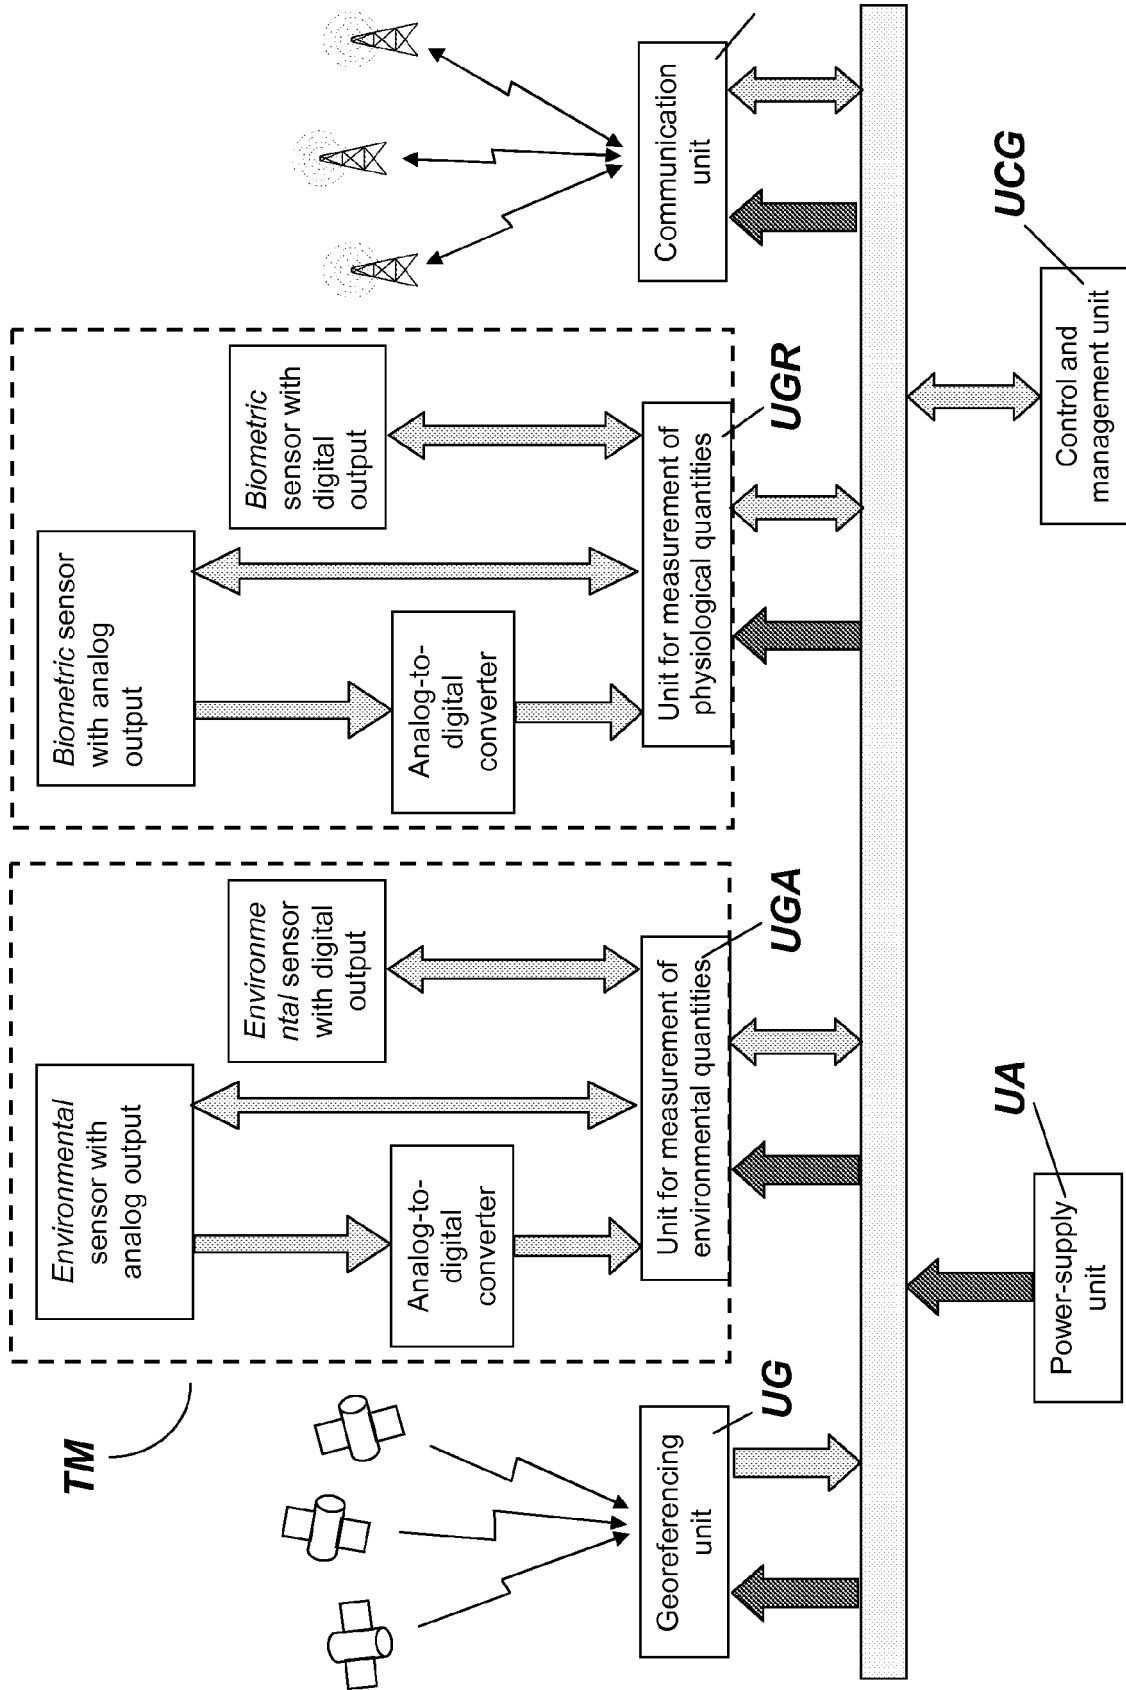 TM
Environmental
sensor with
analog output
Environme
ntal sensor
with digital
output
Analog-to-
digital
converter
Unit for measurement of
environmental quantities
UGA
Biometric sensor
with analog
output
Biometric
sensor with
digital
output
Analog-to-
digital
converter
Unit for measurement of
physiological quantities
UGR
Georeferencing
unit
UG
Communication
unit
Power-supply
unit
UA
Control and
management unit
UCG